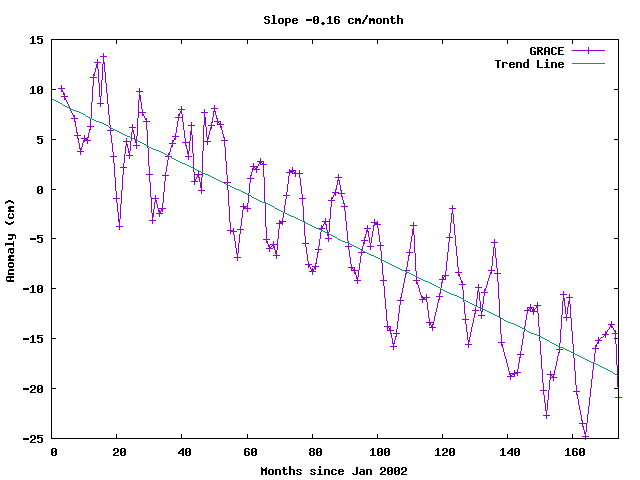 Slope -0.16 cm/month
GRACE
Trend Line
15
10
5
0
-5
-10
-15
-20
-25
Anomaly (cm)
0 20 40 60 80 100 120 140 160
Months since Jan 2002